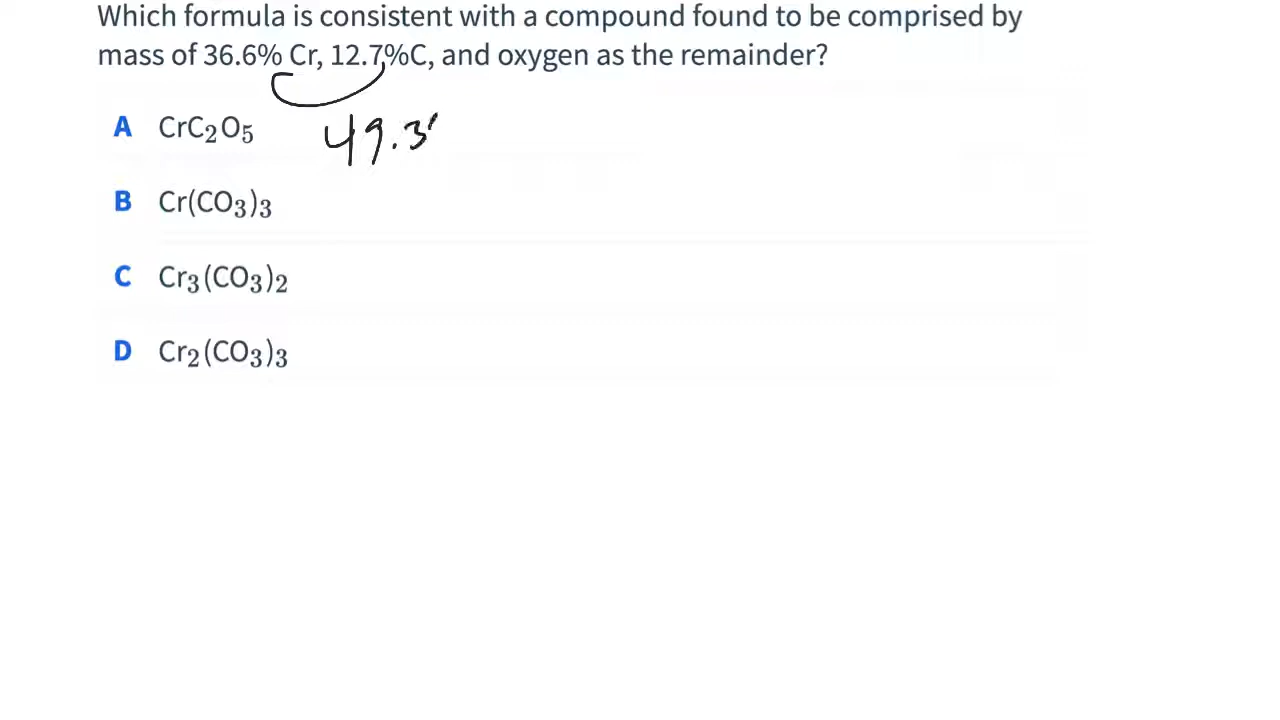 Which formula is consistent with a compound found to be comprised by
mass of 36.6% Cr, 12.7%C, and oxygen as the remainder?
A CrC₂O₅
49.3
B Cr(CO₃)₃
C Cr₃(CO₃)₂
D Cr₂(CO₃)₃